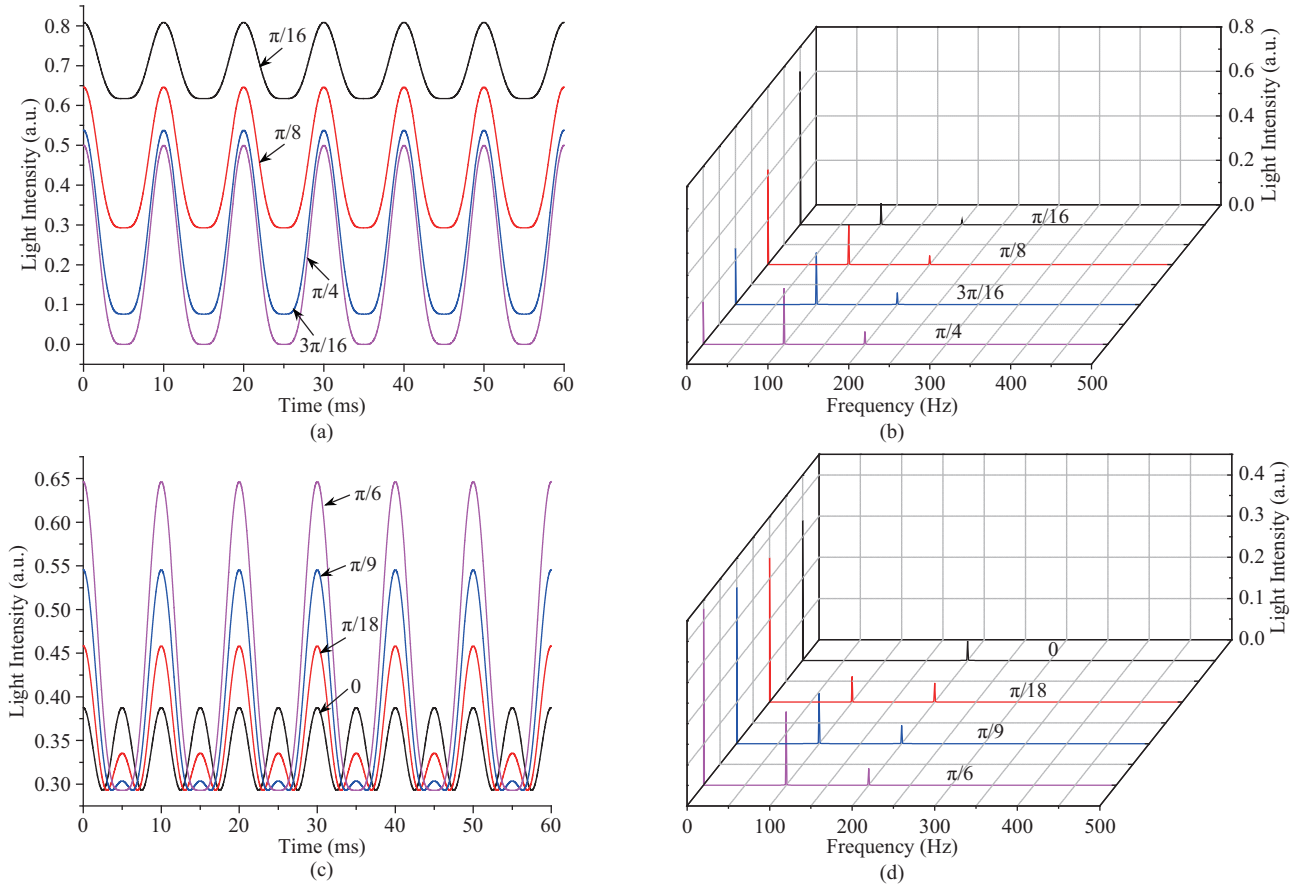 Light Intensity (a.u.)
0.8
0.7
0.6
0.5
0.4
0.3
0.2
0.1
0.0
π/16
π/8
π/4
3π/16
0 10 20 30 40 50 60
Time (ms)
(a)
0.8
0.6
0.4
0.2
0.0
Light Intensity (a.u.)
π/16
π/8
3π/16
π/4
0 100 200 300 400 500
Frequency (Hz)
(b)
Light Intensity (a.u.)
0.65
0.60
0.55
0.50
0.45
0.40
0.35
0.30
π/6
π/9
π/18
0
0 10 20 30 40 50 60
Time (ms)
(c)
0.4
0.3
0.2
0.1
0.0
Light Intensity (a.u.)
0
π/18
π/9
π/6
0 100 200 300 400 500
Frequency (Hz)
(d)